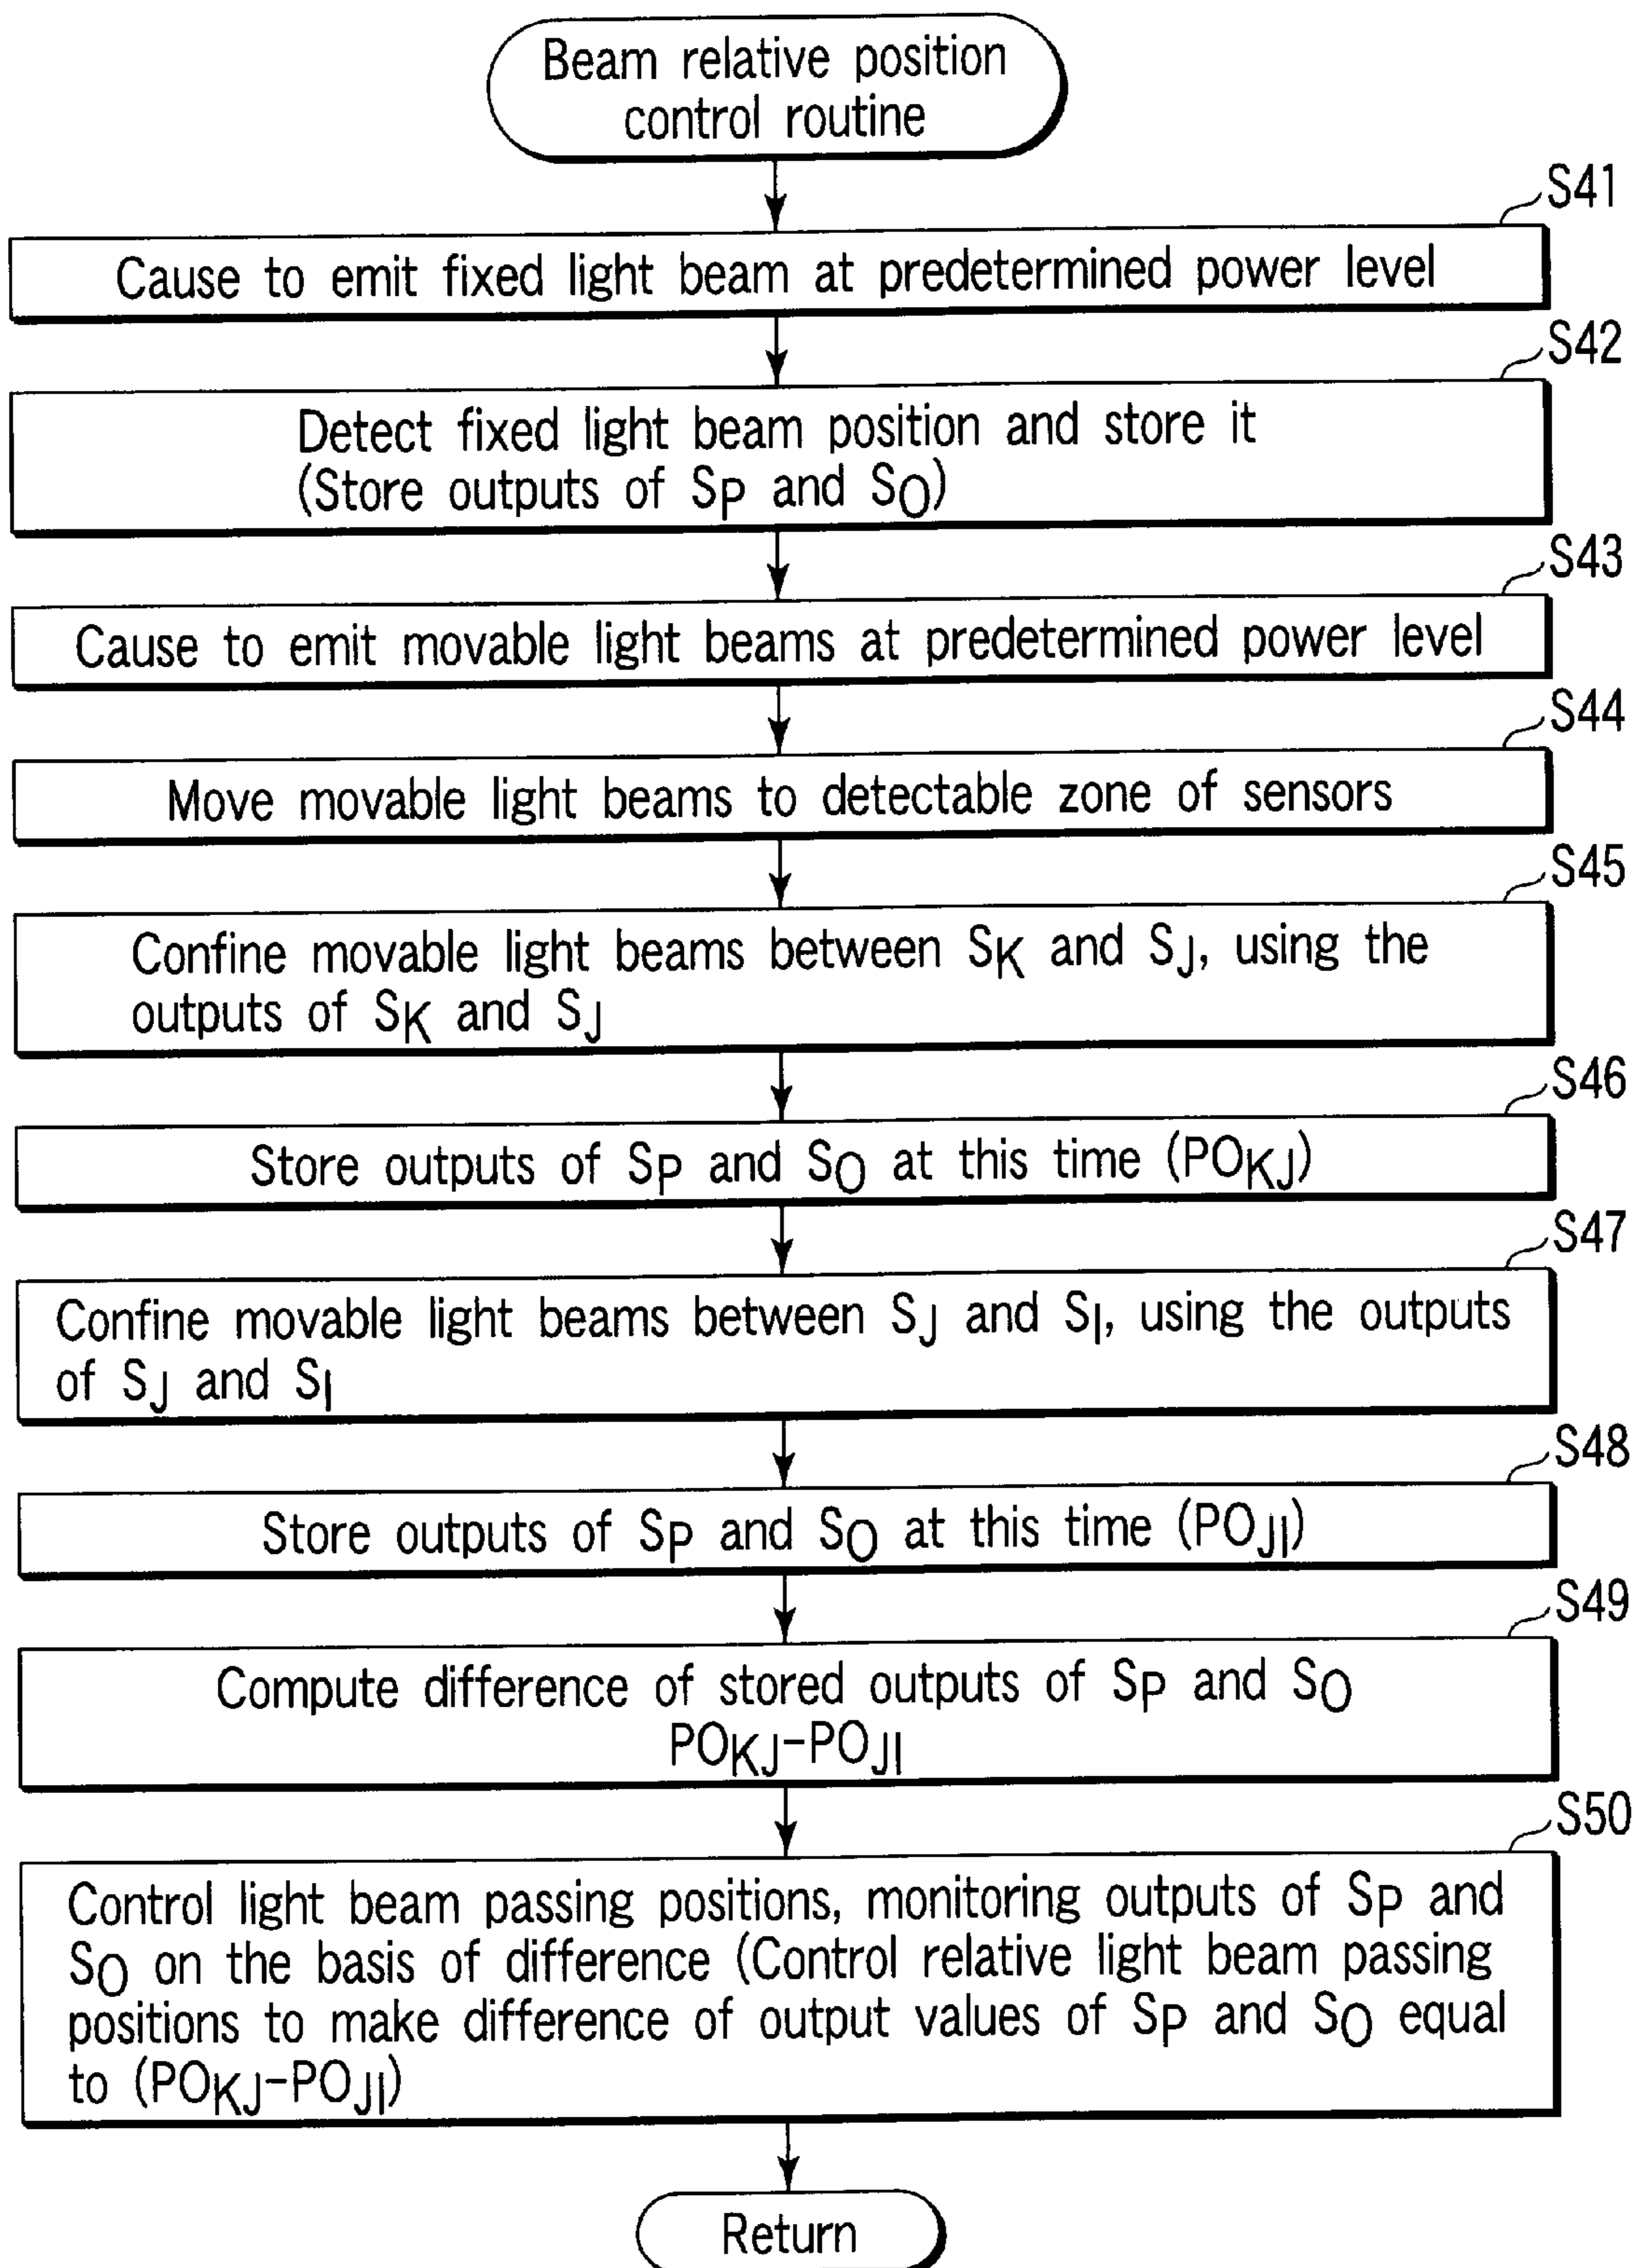 Beam relative position
control routine
S41
Cause to emit fixed light beam at predetermined power level
S42
Detect fixed light beam position and store it
(Store outputs of SP and SO)
S43
Cause to emit movable light beams at predetermined power level
S44
Move movable light beams to detectable zone of sensors
S45
Confine movable light beams between SK and SJ, using the
outputs of SK and SJ
S46
Store outputs of SP and SO at this time (POKJ)
S47
Confine movable light beams between SJ and SI, using the outputs
of SJ and SI
S48
Store outputs of SP and SO at this time (POJI)
S49
Compute difference of stored outputs of SP and SO
POKJ-POJI
S50
Control light beam passing positions, monitoring outputs of SP and
SO on the basis of difference (Control relative light beam passing
positions to make difference of output values of SP and SO equal
to (POKJ-POJI)
Return